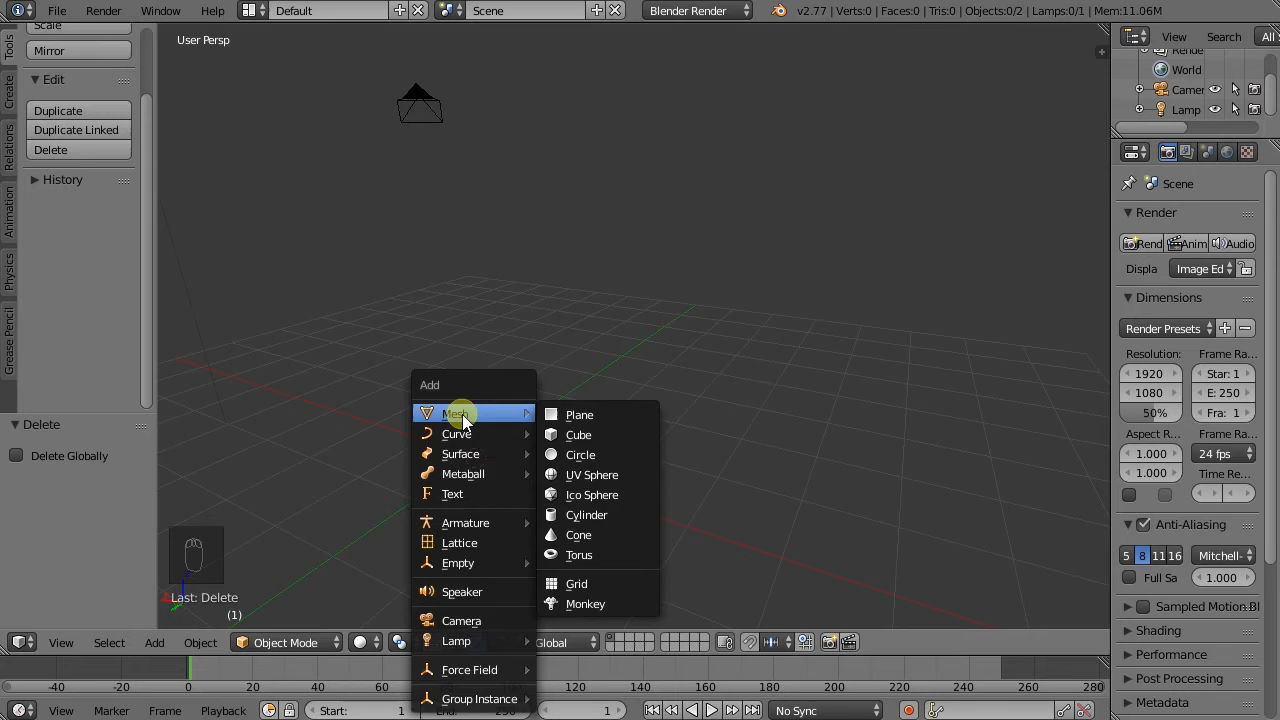 File Render Window Help Default Scene Blender Render v2.77 | Verts:0 | Faces:0 | Tris:0 | Objects:0/2 | Lamps:0/1 | Mem:11.06M
View Search All
Scale
Mirror
Edit
Duplicate
Duplicate Linked
Delete
History
Tools
Create
Relations
Animation
Physics
Grease Pencil
Delete
Delete Globally
User Persp
Add
Mesh
Curve
Surface
Metaball
Text
Armature
Lattice
Empty
Speaker
Camera
Lamp
Force Field
Group Instance
Plane
Cube
Circle
UV Sphere
Ico Sphere
Cylinder
Cone
Torus
Grid
Monkey
Last: Delete
(1)
World
Camer
Lamp
Scene
Render
Rend Anim Audio
Displa Image Ed
Dimensions
Render Presets
Resolution: Frame Ra...
1920 Star: 1
1080 E: 250
50% Fra: 1
Aspect R Frame Ra...
1.000 24 fps
1.000 Time Re...
Anti-Aliasing
5 8 11 16 Mitchell-
Full Sa 1.000
Sampled Motion Bl
Shading
Performance
Post Processing
Metadata
View Select Add Object Object Mode Global
-40 -20 0 20 40 60 120 140 160 180 200 220 240 260 280
View Marker Frame Playback Start: 1 1 No Sync